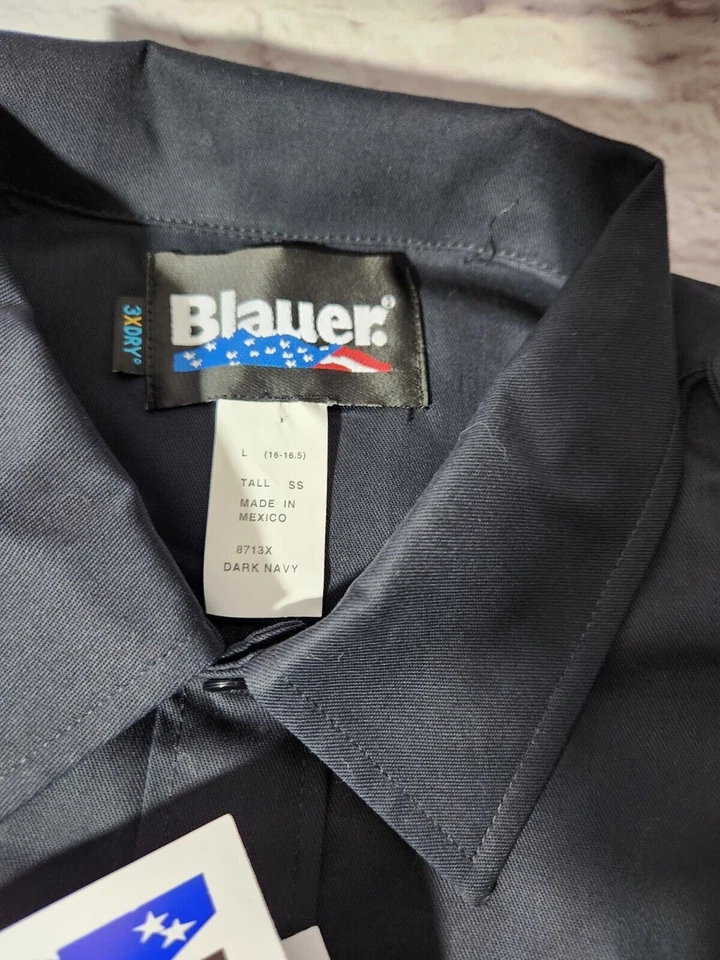 3XDRY®
Blauer.®
L (16-16.5)
TALL SS
MADE IN
MEXICO
8713X
DARK NAVY